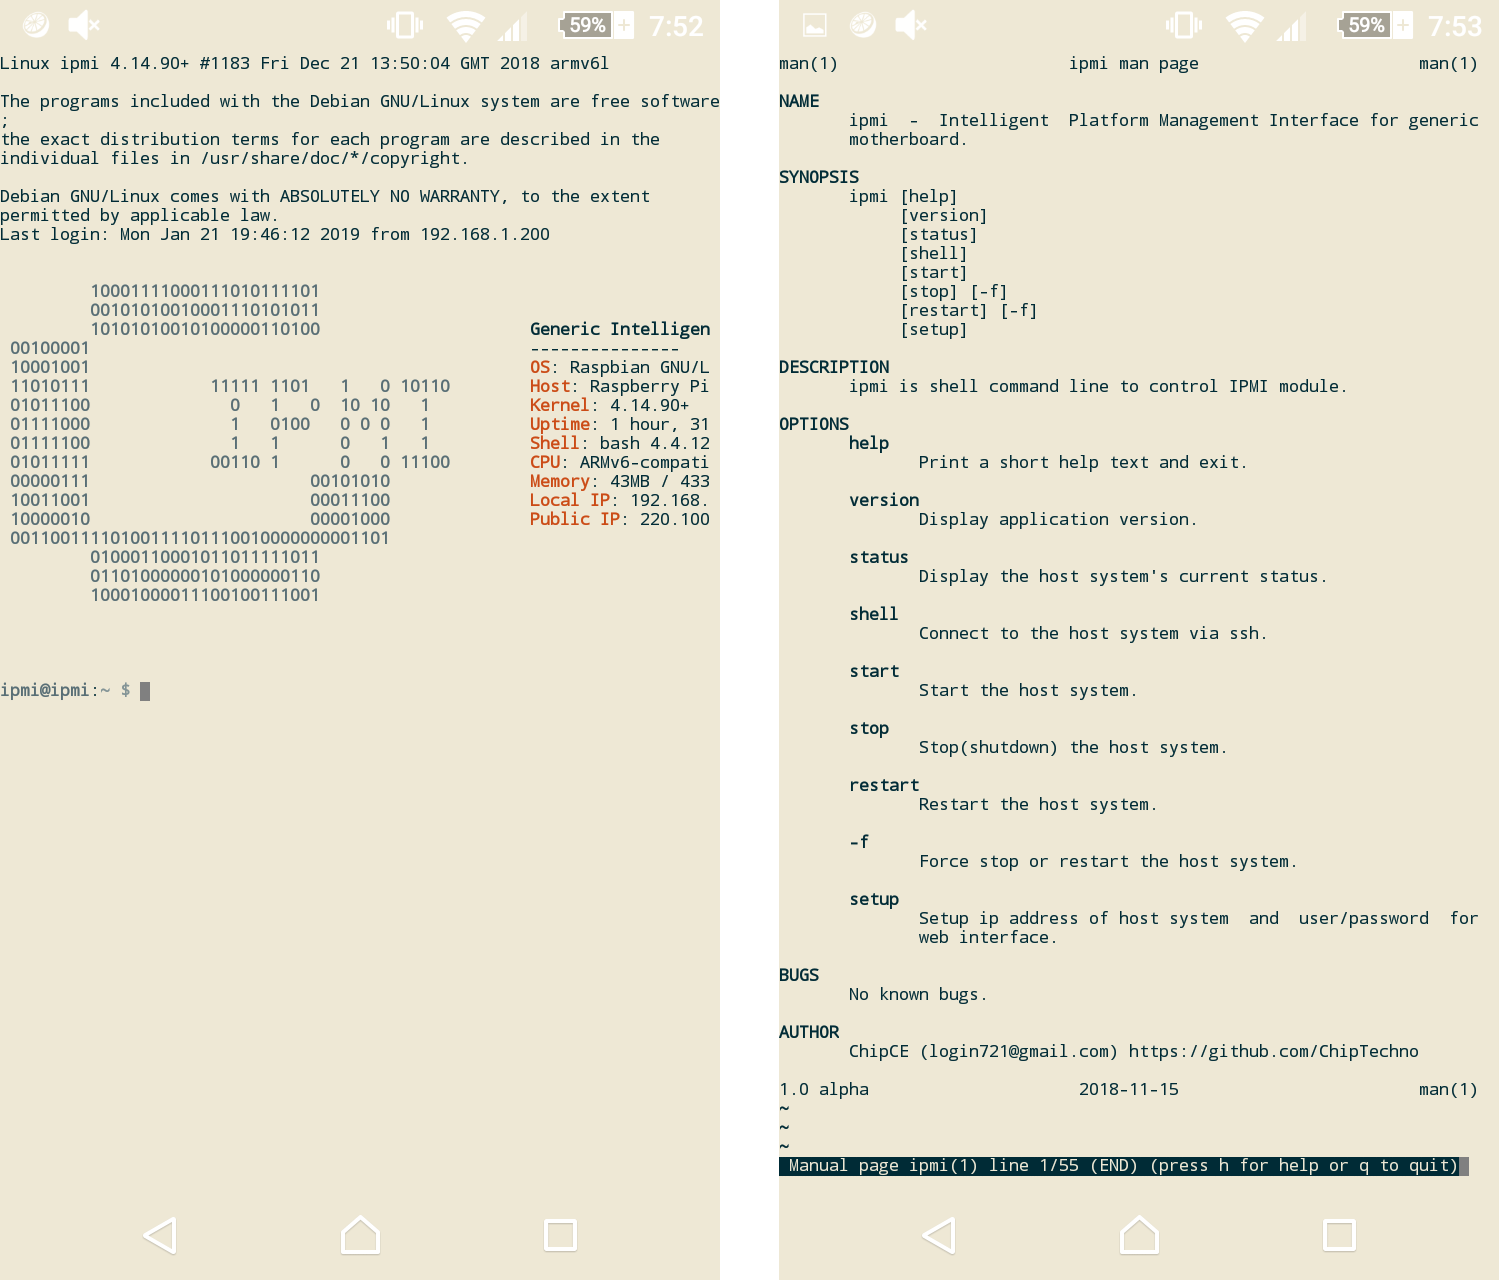 59% 7:52
Linux ipmi 4.14.90+ #1183 Fri Dec 21 13:50:04 GMT 2018 armv6l
The programs included with the Debian GNU/Linux system are free software
;
the exact distribution terms for each program are described in the
individual files in /usr/share/doc/*/copyright.
Debian GNU/Linux comes with ABSOLUTELY NO WARRANTY, to the extent
permitted by applicable law.
Last login: Mon Jan 21 19:46:12 2019 from 192.168.1.200
10001111000111010111101
00101010010001110101011
10101010010100000110100 Generic Intelligen
00100001 ---------------
10001001 OS: Raspbian GNU/L
11010111 11111 1101 1 0 10110 Host: Raspberry Pi
01011100 0 1 0 10 10 1 Kernel: 4.14.90+
01111000 1 0100 0 0 0 1 Uptime: 1 hour, 31
01111100 1 1 0 1 1 Shell: bash 4.4.12
01011111 00110 1 0 0 11100 CPU: ARMv6-compati
00000111 00101010 Memory: 43MB / 433
10011001 00011100 Local IP: 192.168.
10000010 00001000 Public IP: 220.100
00110011110100111101110010000000001101
01000110001011011111011
01101000000101000000110
10001000011100100111001
ipmi@ipmi:~ $
59% 7:53
man(1) ipmi man page man(1)
NAME
ipmi - Intelligent Platform Management Interface for generic
motherboard.
SYNOPSIS
ipmi [help]
[version]
[status]
[shell]
[start]
[stop] [-f]
[restart] [-f]
[setup]
DESCRIPTION
ipmi is shell command line to control IPMI module.
OPTIONS
help
Print a short help text and exit.
version
Display application version.
status
Display the host system's current status.
shell
Connect to the host system via ssh.
start
Start the host system.
stop
Stop(shutdown) the host system.
restart
Restart the host system.
-f
Force stop or restart the host system.
setup
Setup ip address of host system and user/password for
web interface.
BUGS
No known bugs.
AUTHOR
ChipCE (login721@gmail.com) https://github.com/ChipTechno
1.0 alpha 2018-11-15 man(1)
~
~
~
Manual page ipmi(1) line 1/55 (END) (press h for help or q to quit)